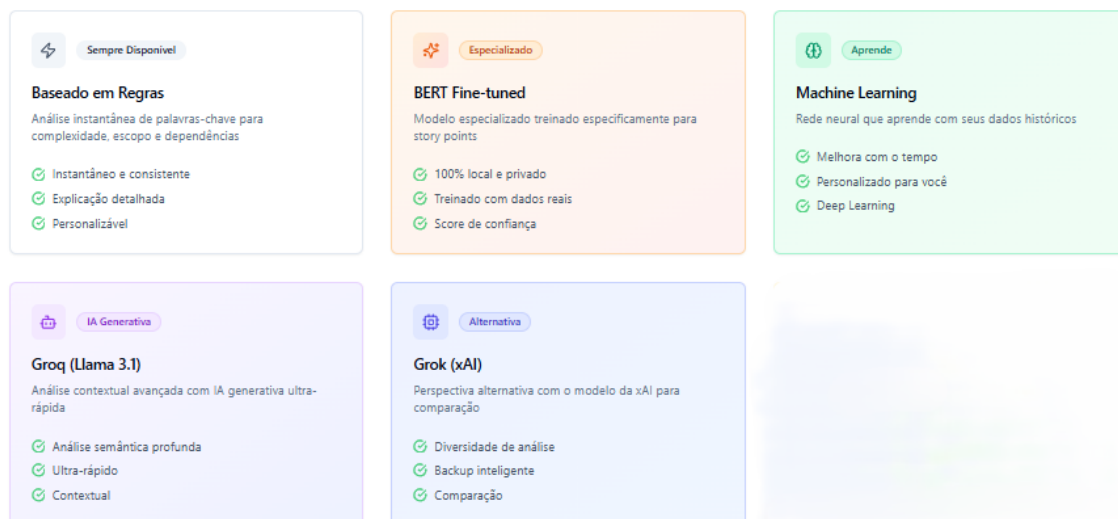 Sempre Disponivel
Baseado em Regras
Análise instantânea de palavras-chave para
complexidade, escopo e dependências
Instantâneo e consistente
Explicação detalhada
Personalizável
Especializado
BERT Fine-tuned
Modelo especializado treinado especificamente para
story points
100% local e privado
Treinado com dados reais
Score de confiança
Aprende
Machine Learning
Rede neural que aprende com seus dados históricos
Melhora com o tempo
Personalizado para você
Deep Learning
IA Generativa
Groq (Llama 3.1)
Análise contextual avançada com IA generativa ultra-
rápida
Análise semântica profunda
Ultra-rápido
Contextual
Alternativa
Grok (xAI)
Perspectiva alternativa com o modelo da xAI para
comparação
Diversidade de análise
Backup inteligente
Comparação